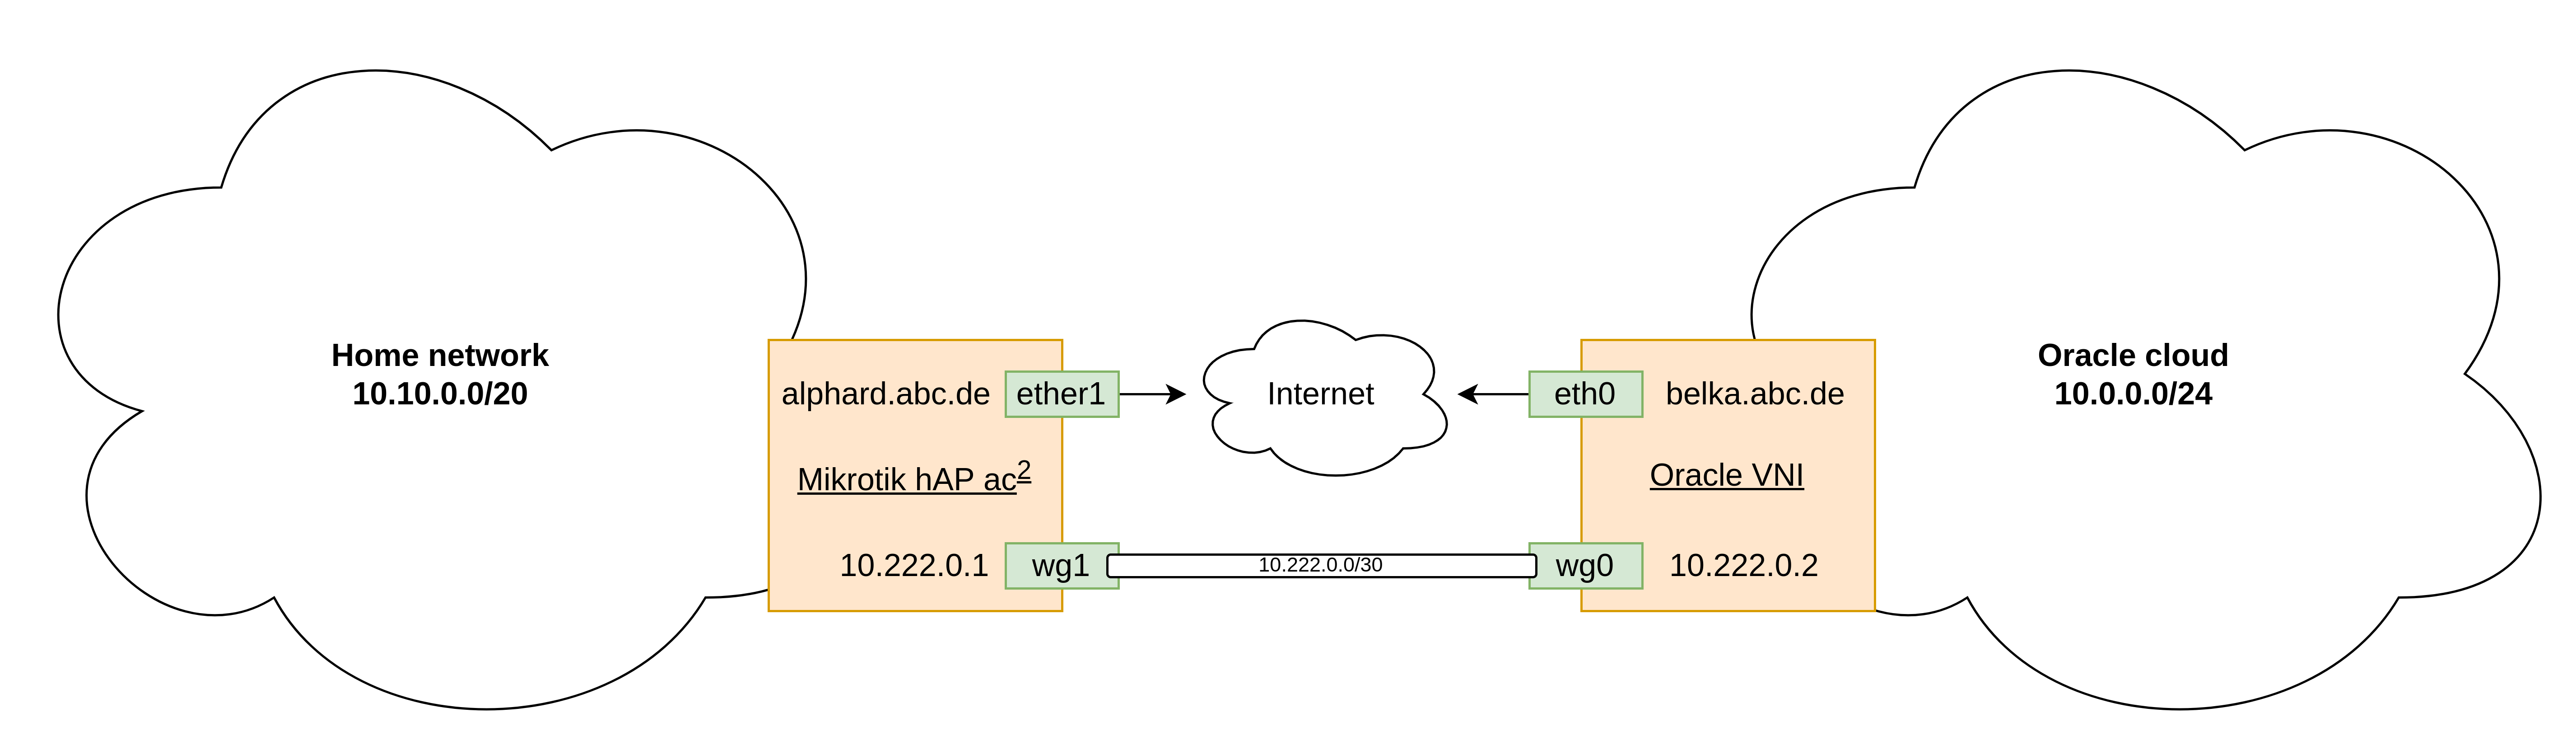 Home network
10.10.0.0/20
alphard.abc.de
ether1
Mikrotik hAP ac²
10.222.0.1
wg1
Internet
10.222.0.0/30
eth0
belka.abc.de
Oracle VNI
wg0
10.222.0.2
Oracle cloud
10.0.0.0/24